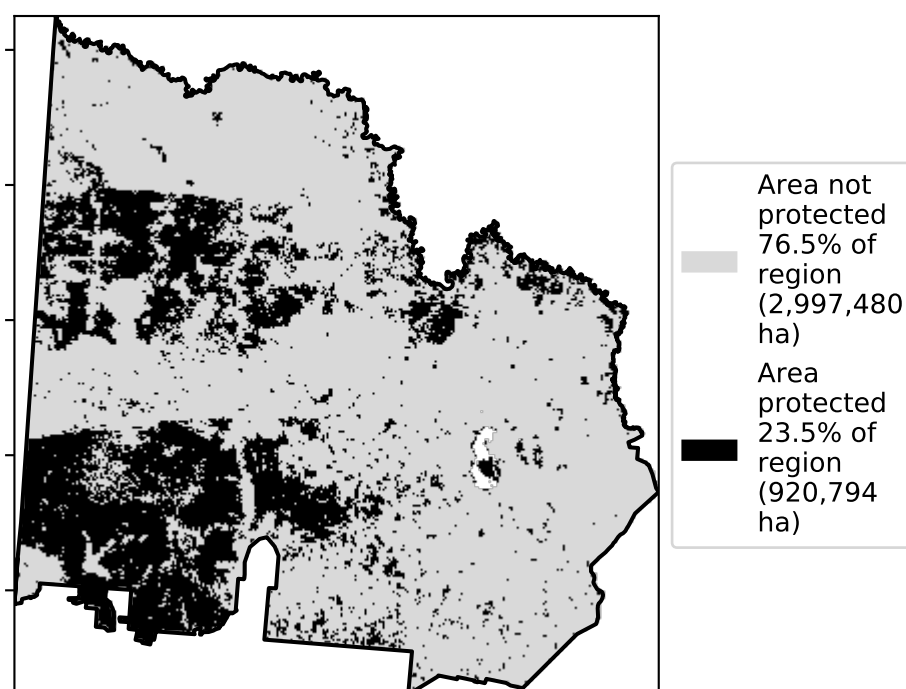 Area not
protected
76.5% of
region
(2,997,480
ha)
Area
protected
23.5% of
region
(920,794
ha)